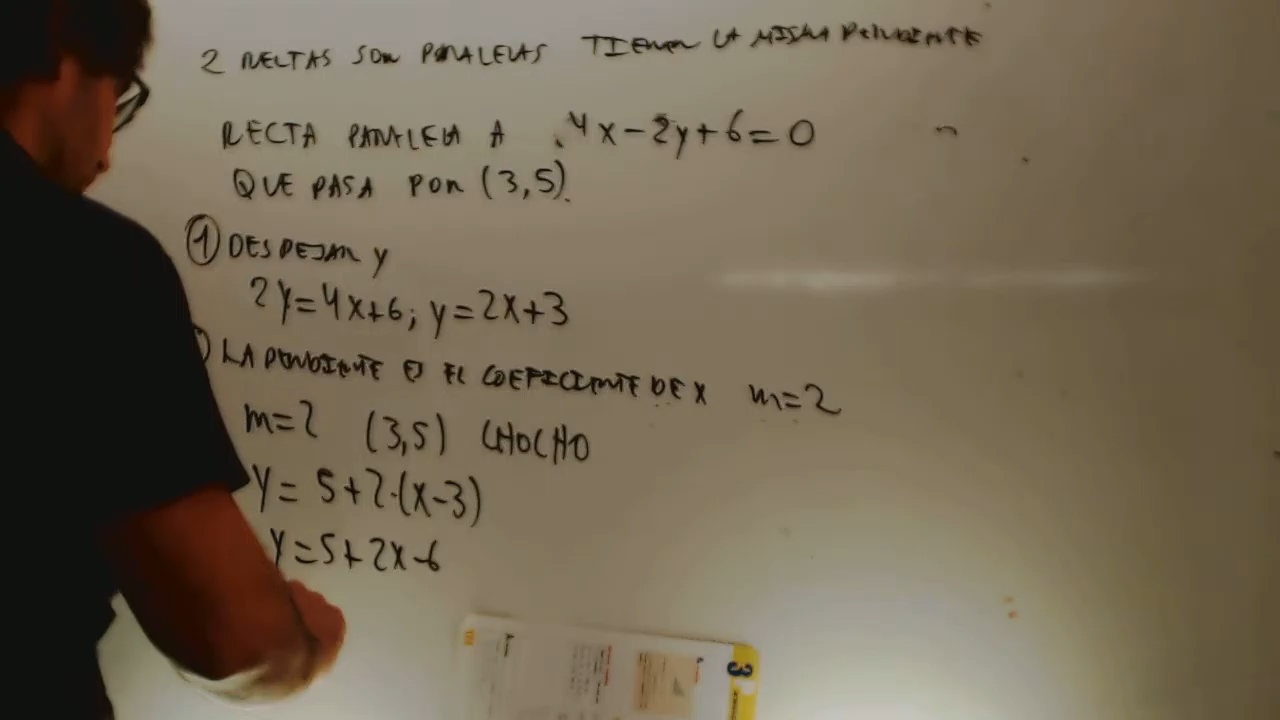 2 RECTAS SON PARALELAS TIENEN LA MISMA PENDIENTE
RECTA PARALELA A 4x-2y+6=0
QUE PASA POR (3,5)
1 DESPEJAR y
2y=4x+6; y=2x+3
LA PENDIENTE ES EL COEFICIENTE DE X m=2
m=2 (3,5) CHOCHO
y=5+2·(x-3)
y=5+2x-6
3